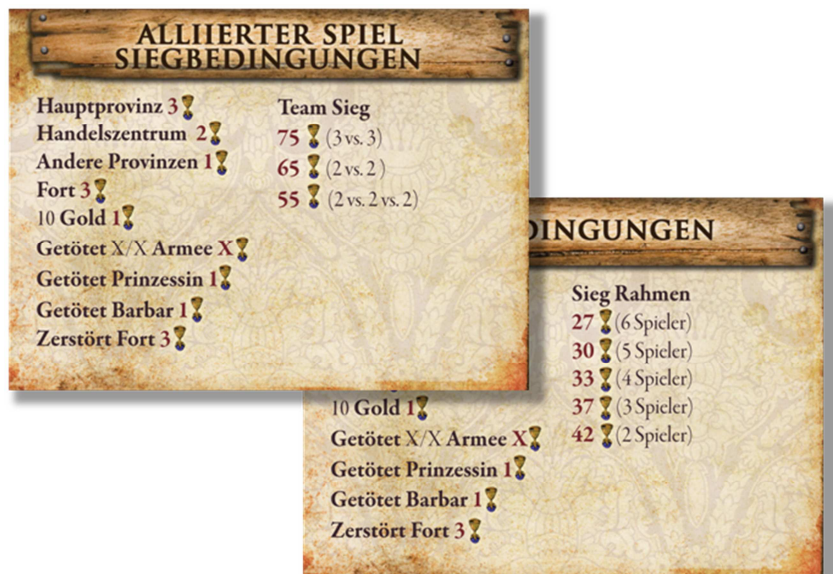 ALLIIERTER SPIEL
SIEGBEDINGUNGEN
Hauptprovinz 3
Handelszentrum 2
Andere Provinzen 1
Fort 3
10 Gold 1
Getötet X/X Armee X
Getötet Prinzessin 1
Getötet Barbar 1
Zerstört Fort 3
Team Sieg
75 (3 vs. 3)
65 (2 vs. 2 )
55 (2 vs. 2 vs. 2)
DINGUNGEN
10 Gold 1
Getötet X/X Armee X
Getötet Prinzessin 1
Getötet Barbar 1
Zerstört Fort 3
Sieg Rahmen
27 (6 Spieler)
30 (5 Spieler)
33 (4 Spieler)
37 (3 Spieler)
42 (2 Spieler)